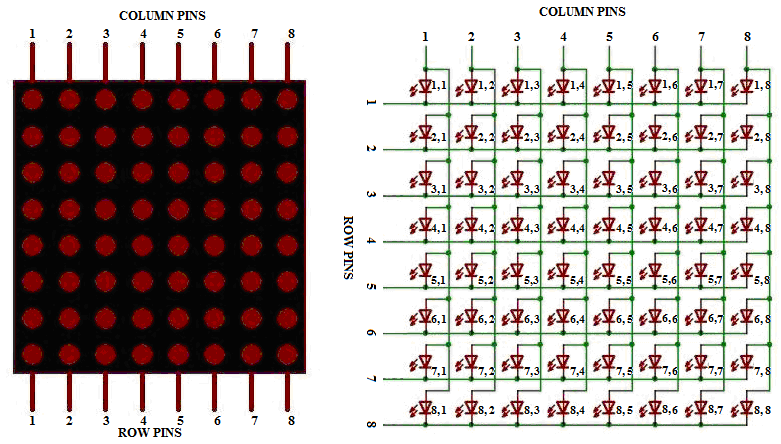 COLUMN PINS
1 2 3 4 5 6 7 8
1 2 3 4 5 6 7 8
ROW PINS
COLUMN PINS
1 2 3 4 5 6 7 8
1,1 1,2 1,3 1,4 1,5 1,6 1,7 1,8
1
2,1 2,2 2,3 2,4 2,5 2,6 2,7 2,8
2
3,1 3,2 3,3 3,4 3,5 3,6 3,7 3,8
3
ROW PINS
4,1 4,2 4,3 4,4 4,5 4,6 4,7 4,8
4
5,1 5,2 5,3 5,4 5,5 5,6 5,7 5,8
5
6,1 6,2 6,3 6,4 6,5 6,6 6,7 6,8
6
7,1 7,2 7,3 7,4 7,5 7,6 7,7 7,8
7
8,1 8,2 8,3 8,4 8,5 8,6 8,7 8,8
8